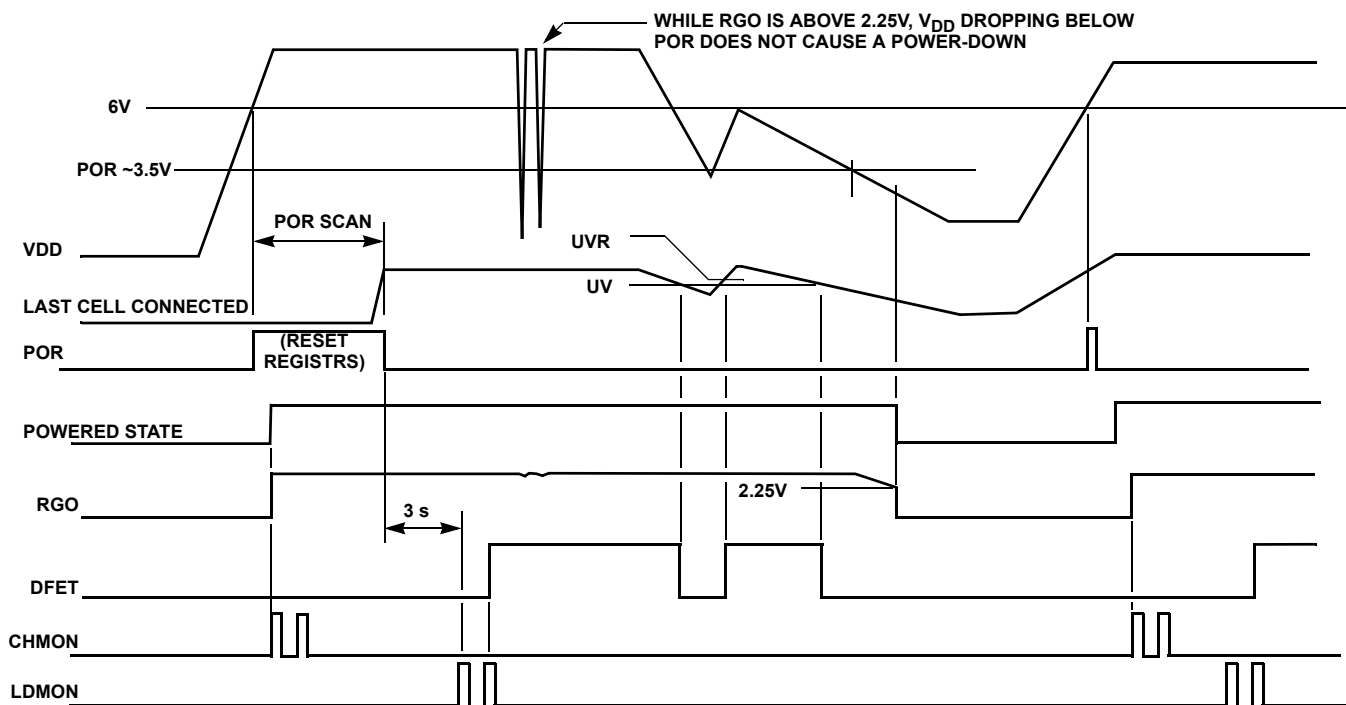 WHILE RGO IS ABOVE 2.25V, VDD DROPPING BELOW
POR DOES NOT CAUSE A POWER-DOWN
6V
POR ~3.5V
POR SCAN
VDD
UVR
UV
LAST CELL CONNECTED
POR
(RESET
REGISTRS)
POWERED STATE
RGO
2.25V
3 s
DFET
CHMON
LDMON